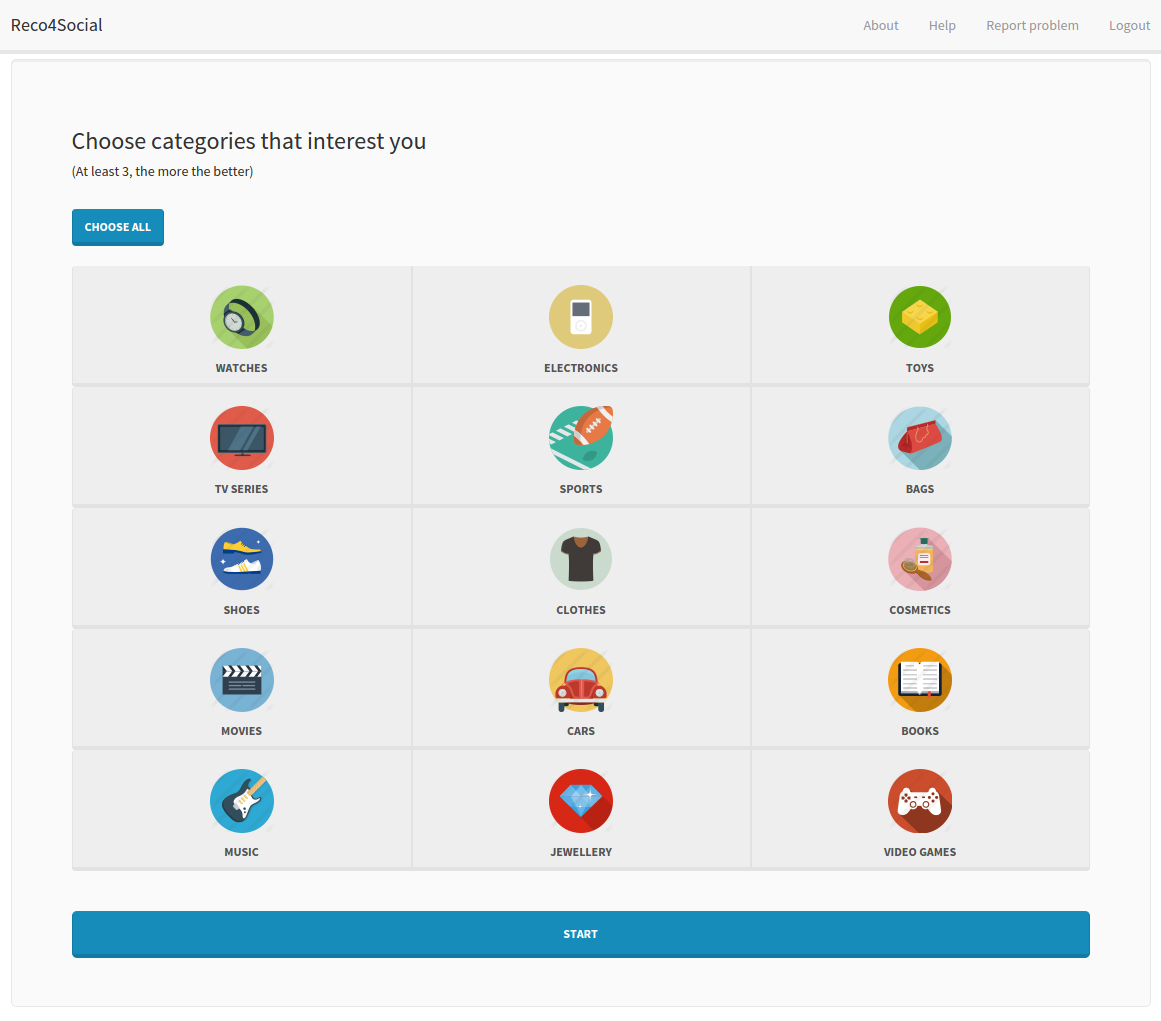 Reco4Social
About Help Report problem Logout
Choose categories that interest you
(At least 3, the more the better)
CHOOSE ALL
WATCHES ELECTRONICS TOYS
TV SERIES SPORTS BAGS
SHOES CLOTHES COSMETICS
MOVIES CARS BOOKS
MUSIC JEWELLERY VIDEO GAMES
START